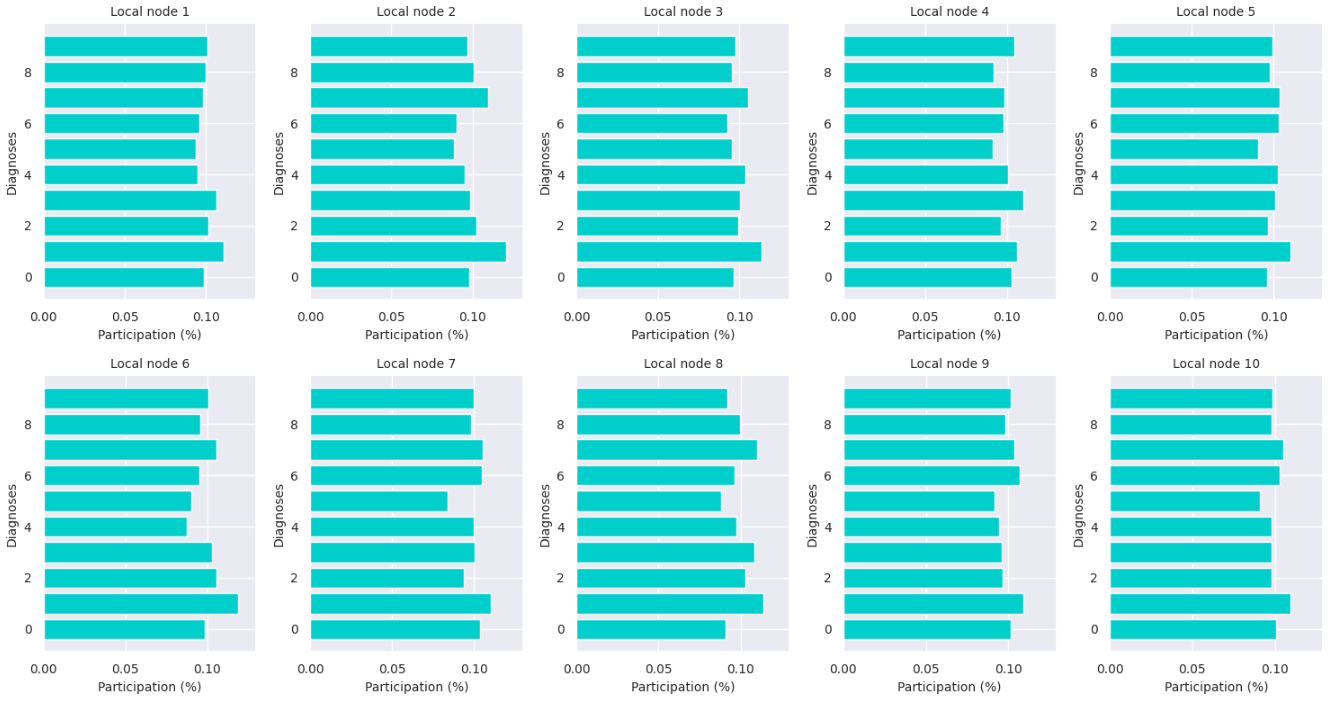 Local node 1
Local node 2
Local node 3
Local node 4
Local node 5
Diagnoses
8
6
4
2
0
Diagnoses
8
6
4
2
0
Diagnoses
8
6
4
2
0
Diagnoses
8
6
4
2
0
Diagnoses
8
6
4
2
0
0.00 0.05 0.10
0.00 0.05 0.10
0.00 0.05 0.10
0.00 0.05 0.10
0.00 0.05 0.10
Participation (%)
Participation (%)
Participation (%)
Participation (%)
Participation (%)
Local node 6
Local node 7
Local node 8
Local node 9
Local node 10
Diagnoses
8
6
4
2
0
Diagnoses
8
6
4
2
0
Diagnoses
8
6
4
2
0
Diagnoses
8
6
4
2
0
Diagnoses
8
6
4
2
0
0.00 0.05 0.10
0.00 0.05 0.10
0.00 0.05 0.10
0.00 0.05 0.10
0.00 0.05 0.10
Participation (%)
Participation (%)
Participation (%)
Participation (%)
Participation (%)